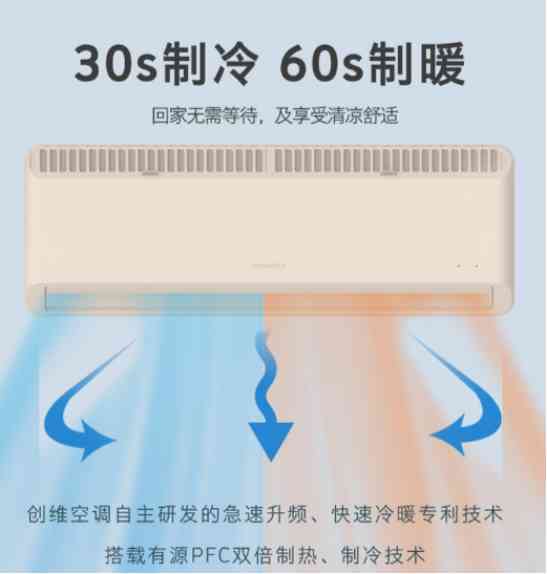 30s制冷 60s制暖
回家无需等待，及享受清凉舒适
创维空调自主研发的急速升频、快速冷暖专利技术
搭载有源PFC双倍制热、制冷技术